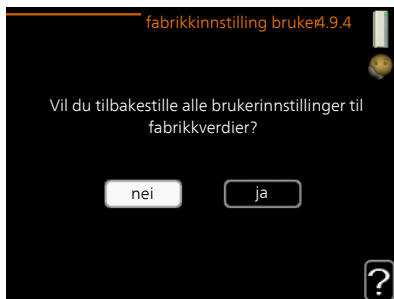 fabrikkinnstilling bruker4.9.4
Vil du tilbakestille alle brukerinnstillinger til
fabrikkverdier?
nei
ja
?